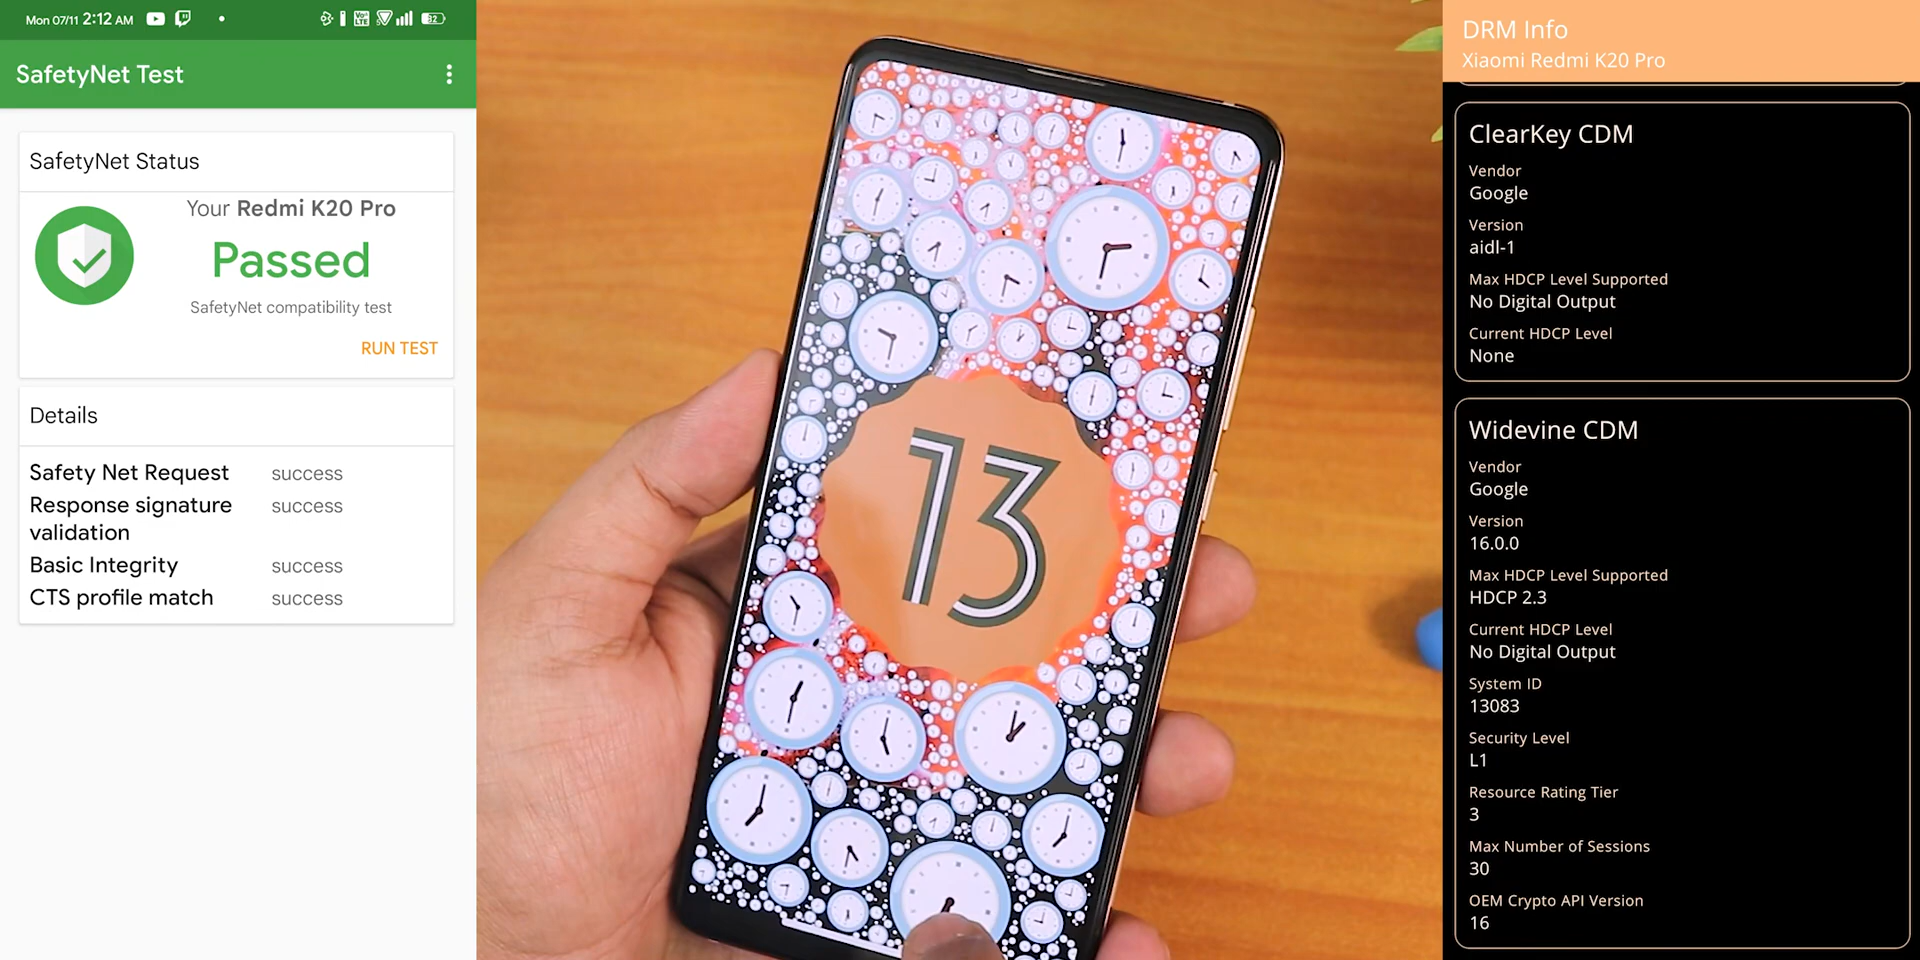 Mon 07/11 2:12 AM
Vo LTE
32
SafetyNet Test
SafetyNet Status
Your Redmi K20 Pro
Passed
SafetyNet compatibility test
RUN TEST
Details
Safety Net Request success
Response signature success
validation
Basic Integrity success
CTS profile match success
13
DRM Info
Xiaomi Redmi K20 Pro
ClearKey CDM
Vendor
Google
Version
aidl-1
Max HDCP Level Supported
No Digital Output
Current HDCP Level
None
Widevine CDM
Vendor
Google
Version
16.0.0
Max HDCP Level Supported
HDCP 2.3
Current HDCP Level
No Digital Output
System ID
13083
Security Level
L1
Resource Rating Tier
3
Max Number of Sessions
30
OEM Crypto API Version
16